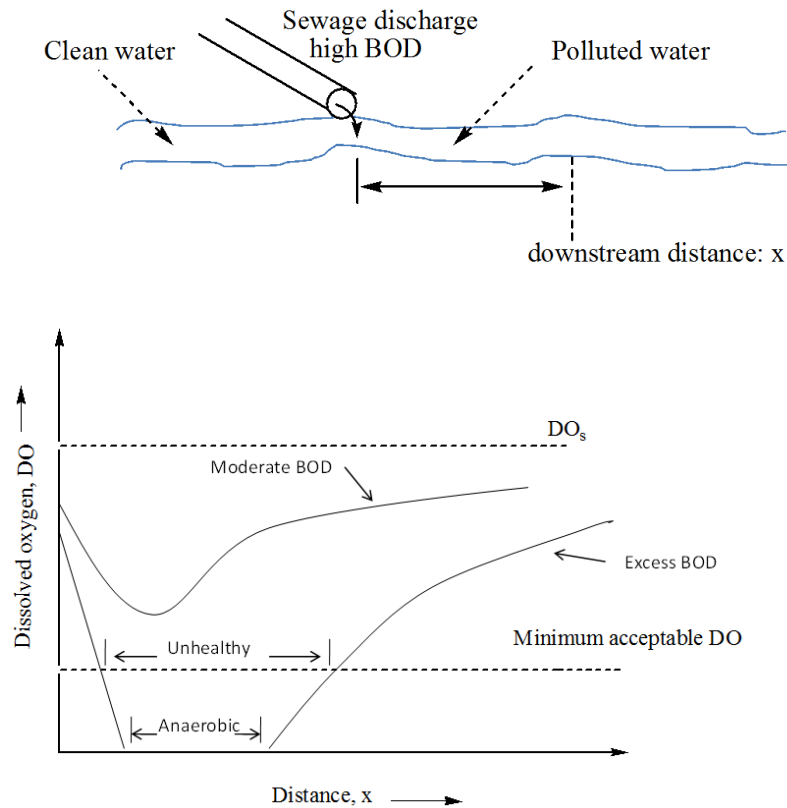 Sewage discharge
high BOD
Clean water
Polluted water
downstream distance: x
Dissolved oxygen, DO
DOs
Moderate BOD
Excess BOD
Unhealthy
Minimum acceptable DO
Anaerobic
Distance, x